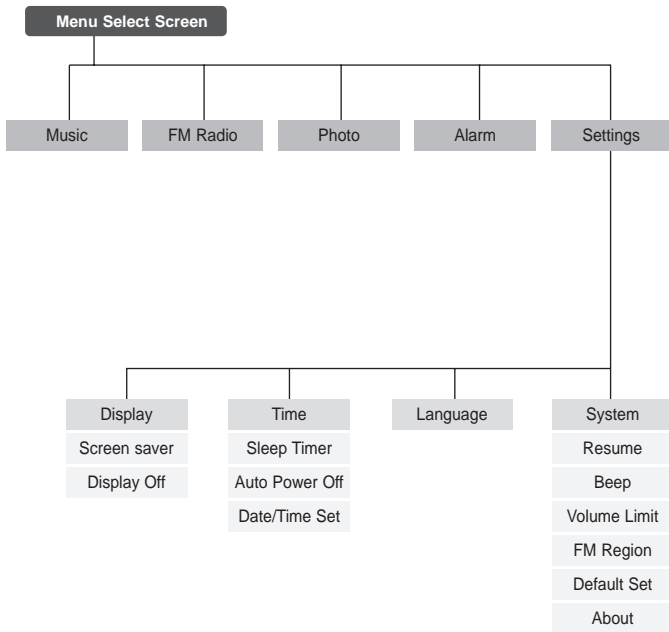 Menu Select Screen
Music
FM Radio
Photo
Alarm
Settings
Display
Screen saver
Display Off
Time
Sleep Timer
Auto Power Off
Date/Time Set
Language
System
Resume
Beep
Volume Limit
FM Region
Default Set
About